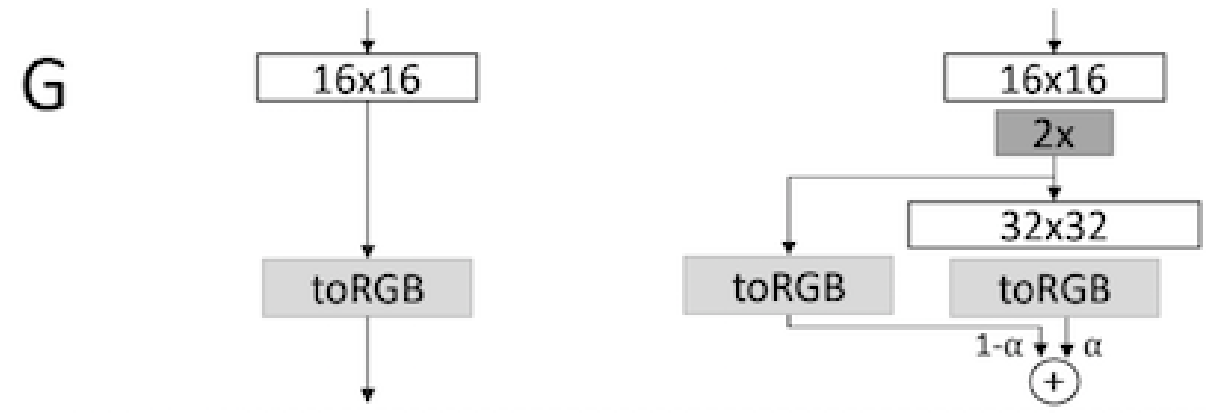 G
16x16
toRGB
16x16
2x
32x32
toRGB
toRGB
1-α
α
+